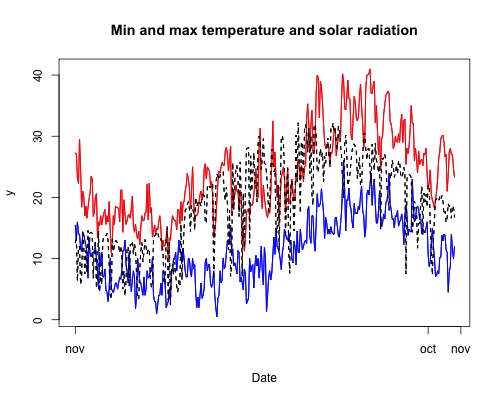 Min and max temperature and solar radiation
40
30
20
10
0
y
nov oct nov
Date